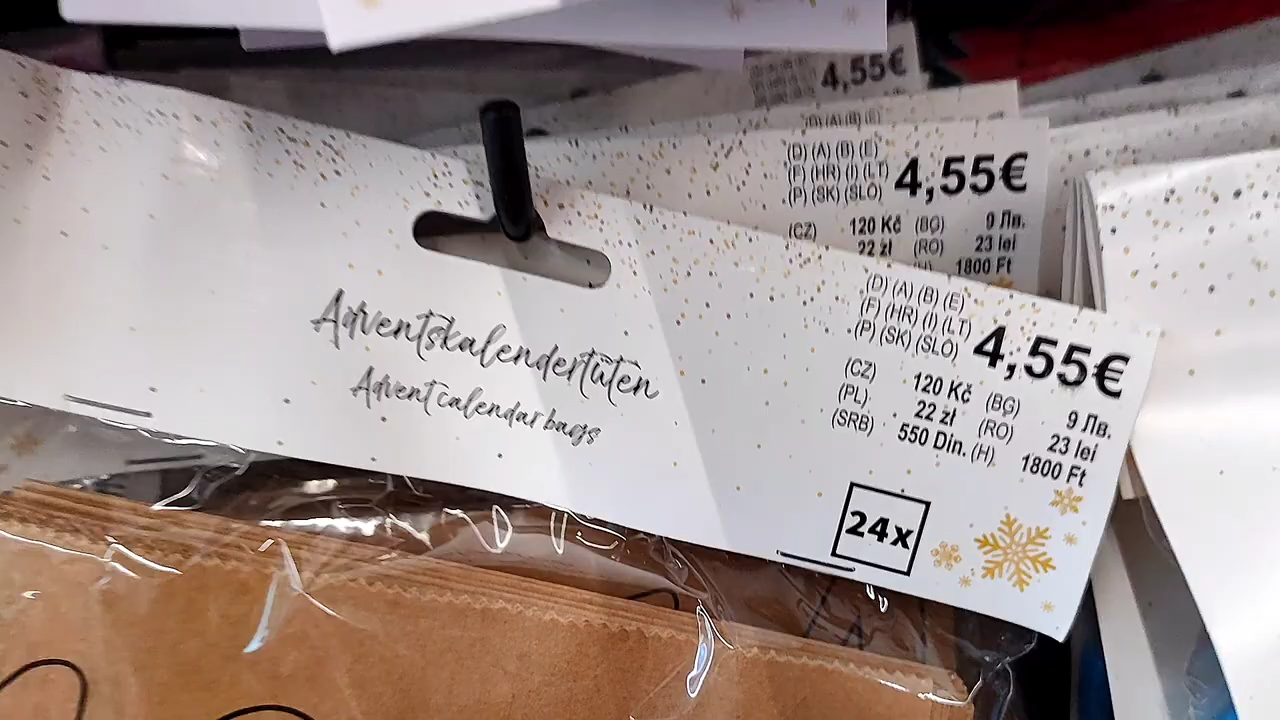 4,55€
(D) (A) (B) (E)
(F) (HR) (I) (LT)
(P) (SK) (SLO)
4,55€
(CZ) 120 Kč (BG) 9 Лв.
22 zł (RO) 23 lei
(H) 1800 Ft
Adventskalendertüten
Advent calendar bags
(D) (A) (B) (E)
(F) (HR) (I) (LT)
(P) (SK) (SLO)
4,55€
(CZ) 120 Kč (BG) 9 Лв.
(PL) 22 zł (RO) 23 lei
(SRB) 550 Din. (H) 1800 Ft
24x